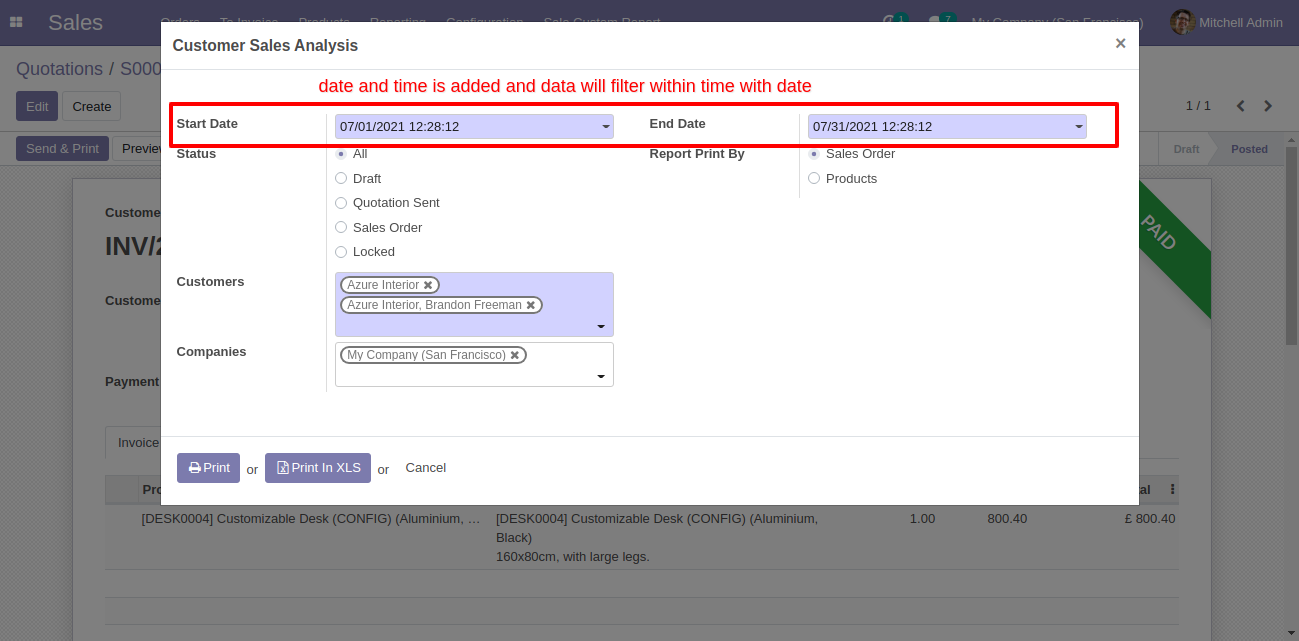 Sales
Orders To Invoice Products Reporting Configuration Sale Custom Report
1 7 My Company (San Francisco) Mitchell Admin
Customer Sales Analysis ×
Quotations / S000
date and time is added and data will filter within time with date
Edit Create
1 / 1
Start Date 07/01/2021 12:28:12 End Date 07/31/2021 12:28:12
Send & Print Preview
Draft Posted
Status All Report Print By Sales Order
Draft Products
Quotation Sent
Sales Order
Locked
Custome
INV/2
PAID
Customers Azure Interior
Azure Interior, Brandon Freeman
Custome
Companies My Company (San Francisco)
Payment
Invoice
Print or Print In XLS or Cancel
Pro
al
[DESK0004] Customizable Desk (CONFIG) (Aluminium, … [DESK0004] Customizable Desk (CONFIG) (Aluminium, 1.00 800.40 £ 800.40
Black)
160x80cm, with large legs.